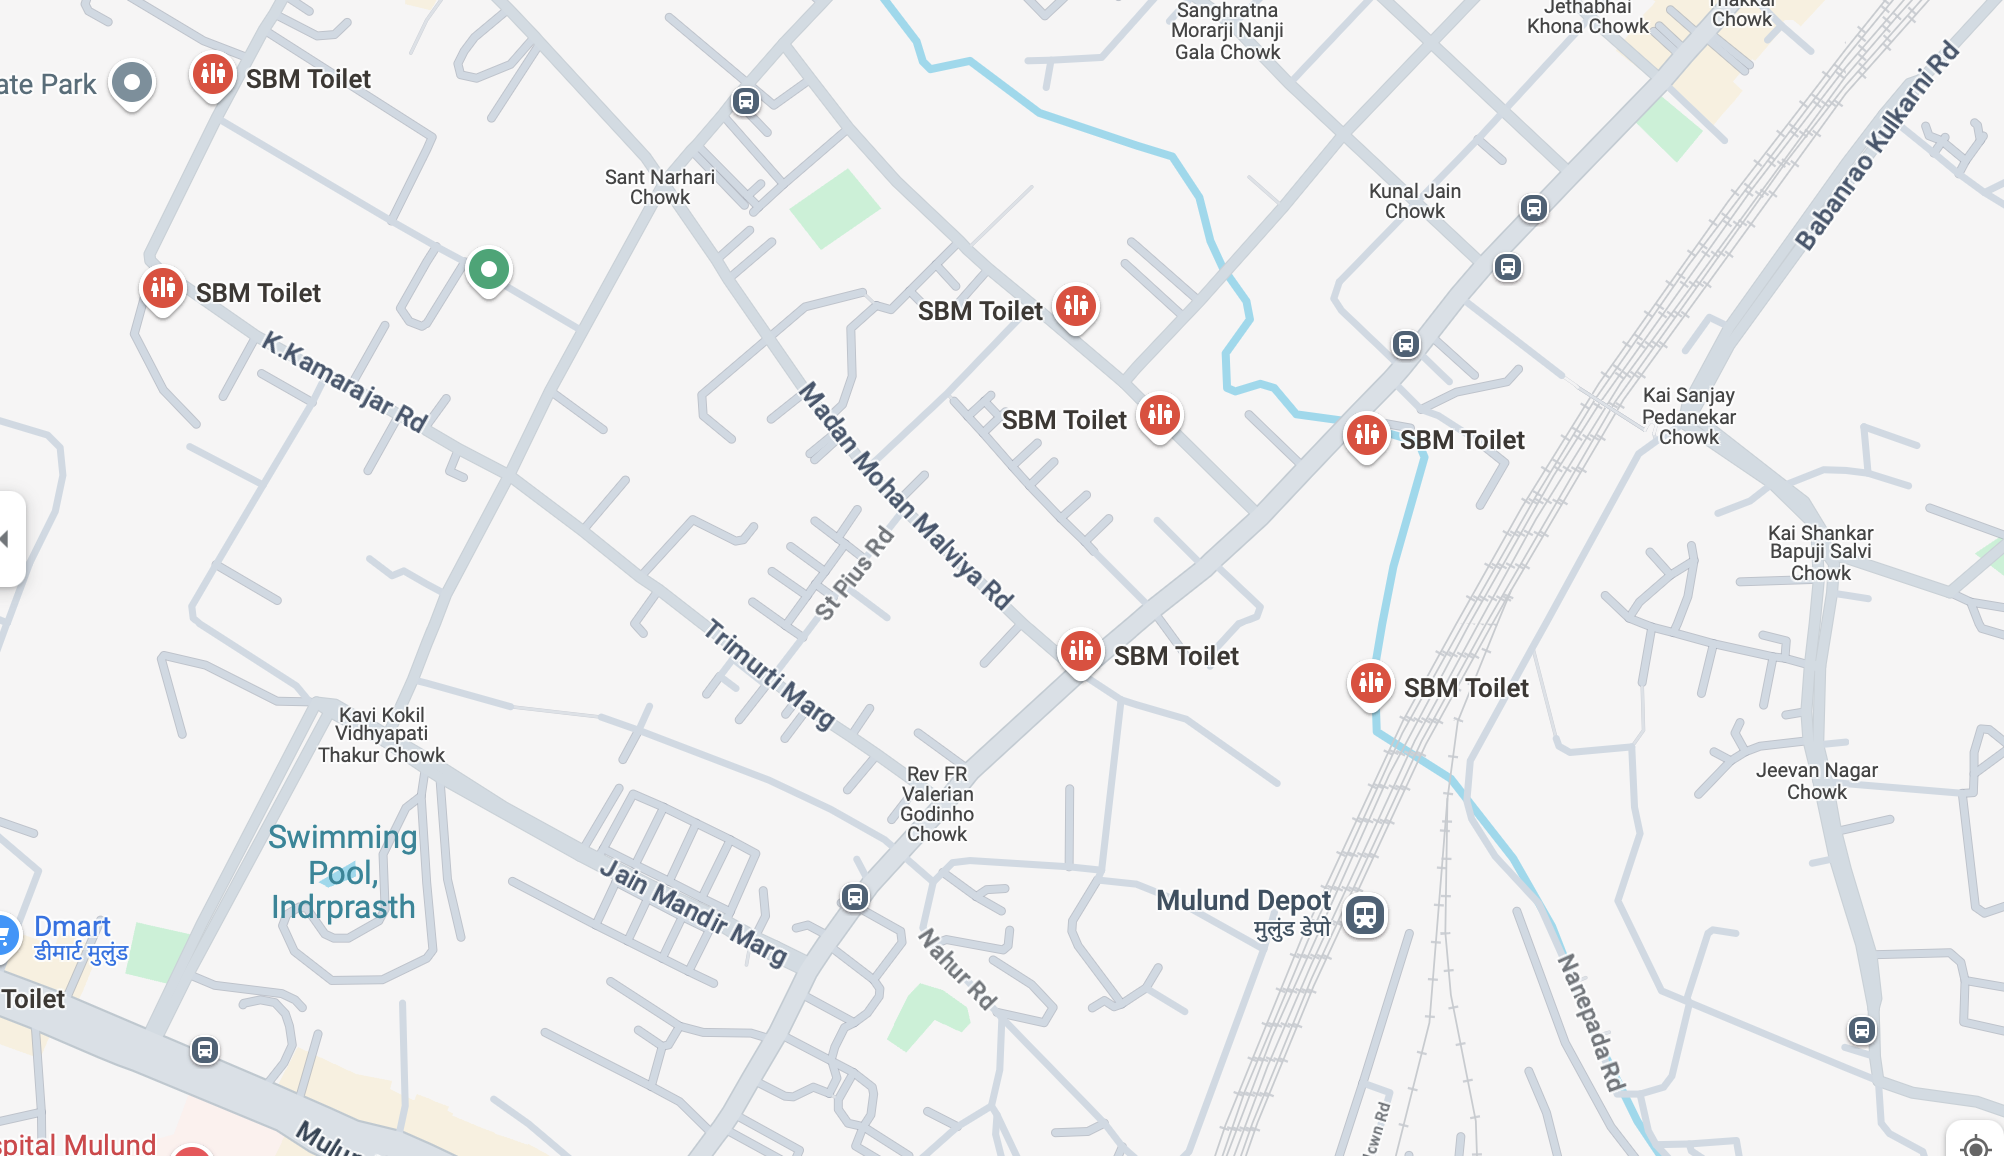 Sanghratna
Morarji Nanji
Gala Chowk
Jethabhai
Khona Chowk
Thakkar
Chowk
ate Park
SBM Toilet
Babanrao Kulkarni Rd
Sant Narhari
Chowk
Kunal Jain
Chowk
SBM Toilet
SBM Toilet
K.Kamarajar Rd
Madan Mohan Malviya Rd
SBM Toilet
SBM Toilet
Kai Sanjay
Pedanekar
Chowk
St Pius Rd
Kai Shankar
Bapuji Salvi
Chowk
Trimurti Marg
SBM Toilet
SBM Toilet
Kavi Kokil
Vidhyapati
Thakur Chowk
Rev FR
Valerian
Godinho
Chowk
Jeevan Nagar
Chowk
Swimming
Pool,
Indrprasth
Jain Mandir Marg
Mulund Depot
मुलुंड डेपो
Dmart
डीमार्ट मुलुंड
Nahur Rd
Toilet
Nanepada Rd
spital Mulund